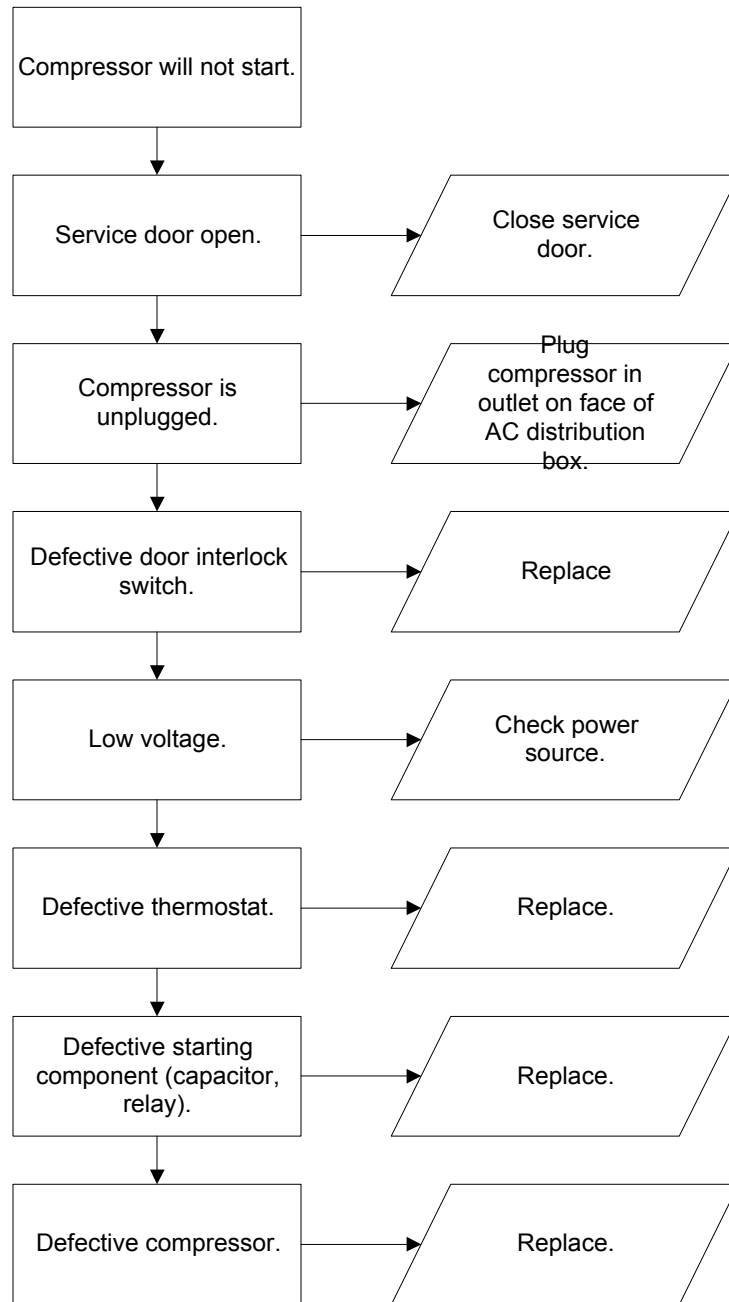 Compressor will not start.
Service door open.
Close service
door.
Compressor is
unplugged.
Plug
compressor in
outlet on face of
AC distribution
box.
Defective door interlock
switch.
Replace
Low voltage.
Check power
source.
Defective thermostat.
Replace.
Defective starting
component (capacitor,
relay).
Replace.
Defective compressor.
Replace.